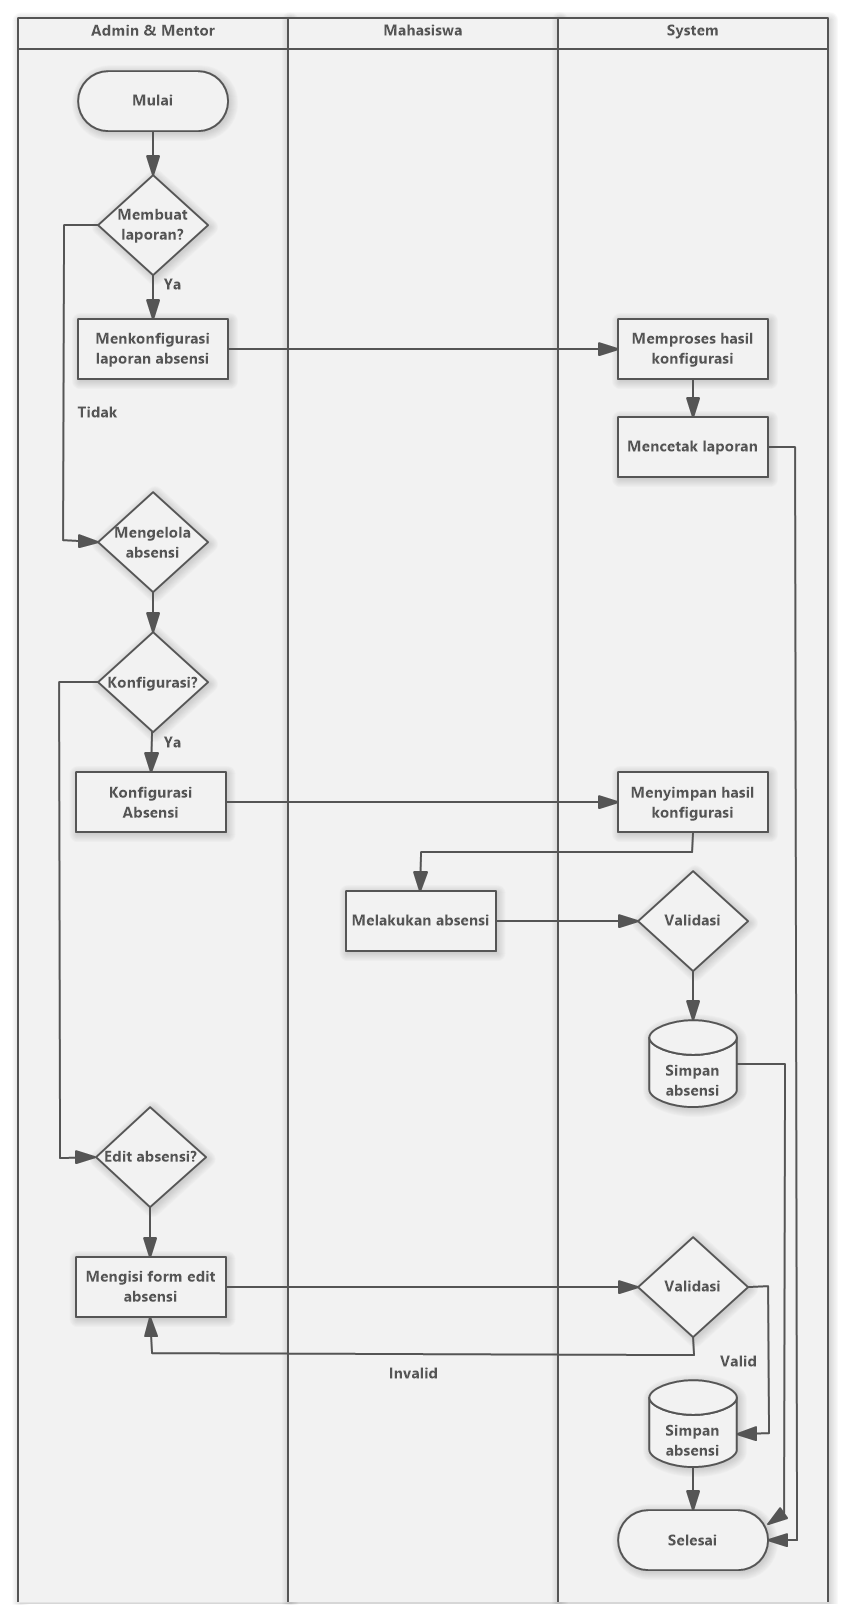 Admin & Mentor
Mahasiswa
System
Mulai
Membuat
laporan?
Ya
Menkonfigurasi
laporan absensi
Memproses hasil
konfigurasi
Tidak
Mencetak laporan
Mengelola
absensi
Konfigurasi?
Ya
Konfigurasi
Absensi
Menyimpan hasil
konfigurasi
Melakukan absensi
Validasi
Simpan
absensi
Edit absensi?
Mengisi form edit
absensi
Validasi
Invalid
Valid
Simpan
absensi
Selesai